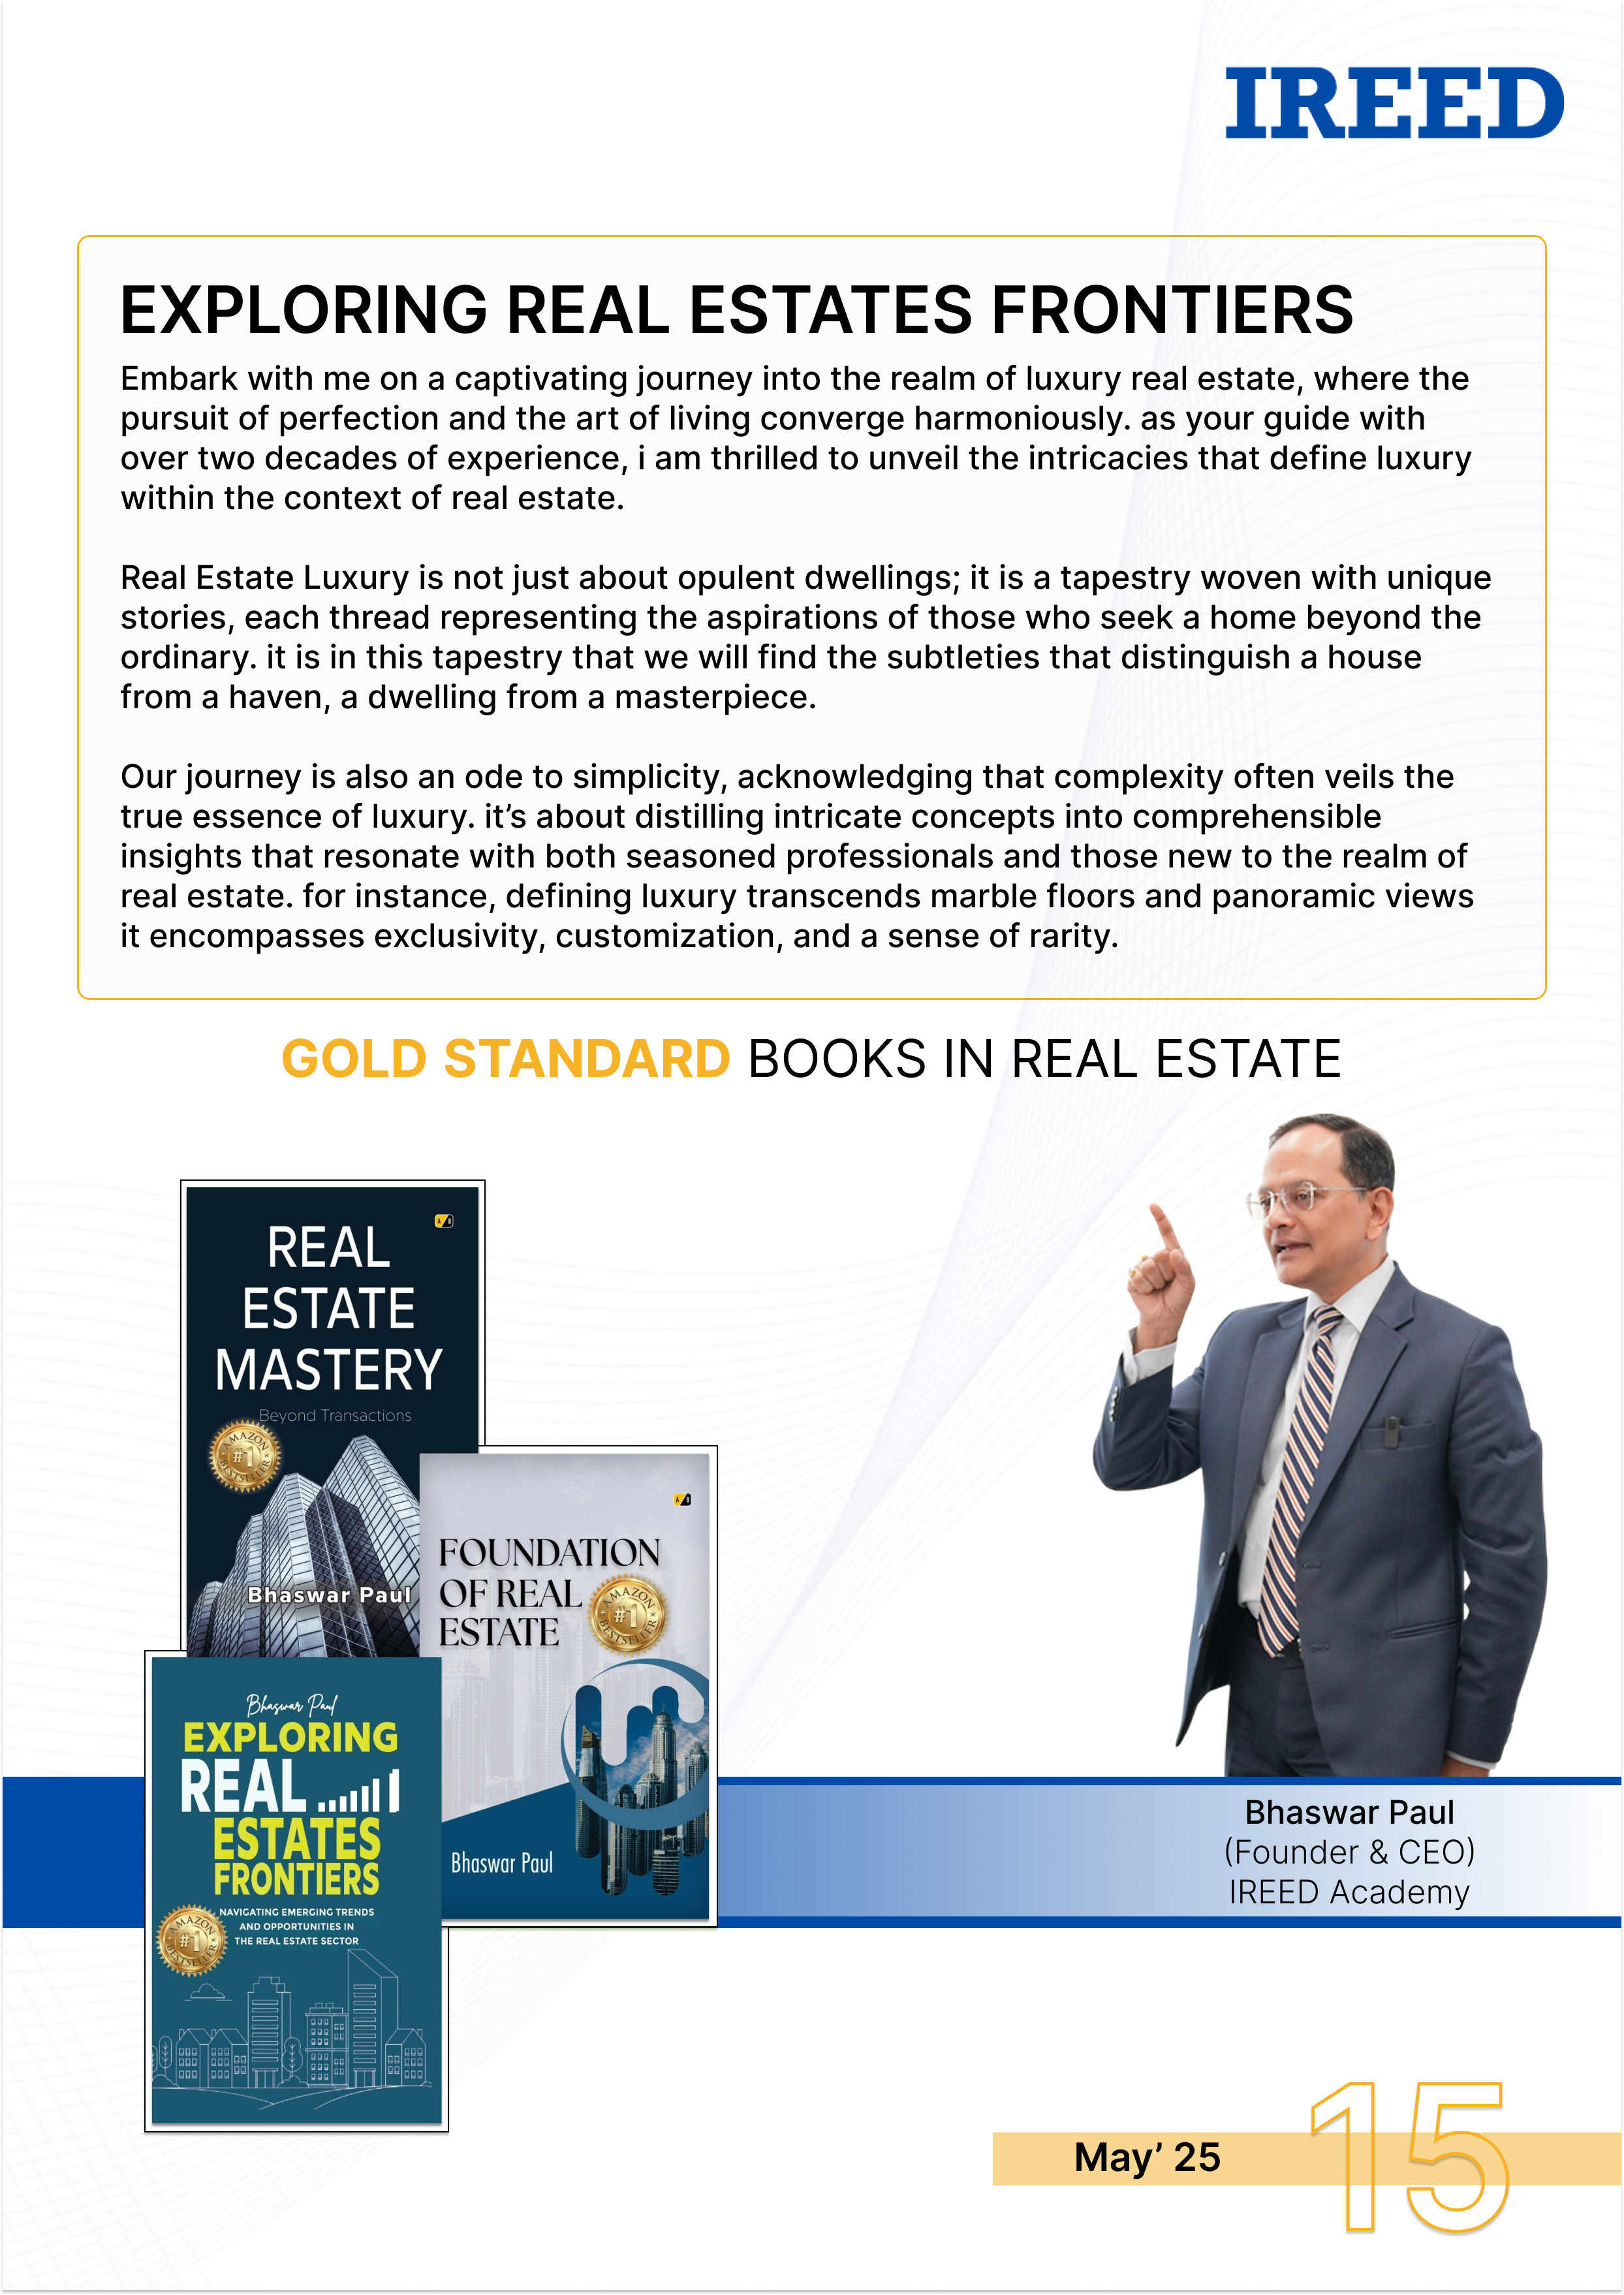 IREED
EXPLORING REAL ESTATES FRONTIERS
Embark with me on a captivating journey into the realm of luxury real estate, where the
pursuit of perfection and the art of living converge harmoniously. as your guide with
over two decades of experience, i am thrilled to unveil the intricacies that define luxury
within the context of real estate.
Real Estate Luxury is not just about opulent dwellings; it is a tapestry woven with unique
stories, each thread representing the aspirations of those who seek a home beyond the
ordinary. it is in this tapestry that we will find the subtleties that distinguish a house
from a haven, a dwelling from a masterpiece.
Our journey is also an ode to simplicity, acknowledging that complexity often veils the
true essence of luxury. it’s about distilling intricate concepts into comprehensible
insights that resonate with both seasoned professionals and those new to the realm of
real estate. for instance, defining luxury transcends marble floors and panoramic views
it encompasses exclusivity, customization, and a sense of rarity.
GOLD STANDARD BOOKS IN REAL ESTATE
REAL
ESTATE
MASTERY
Beyond Transactions
AMAZON
#1
BESTSELLER
Bhaswar Paul
FOUNDATION
OF REAL
ESTATE
AMAZON
#1
BESTSELLER
Bhaswar Paul
Bhaswar Paul
EXPLORING
REAL
ESTATES
FRONTIERS
NAVIGATING EMERGING TRENDS
AND OPPORTUNITIES IN
THE REAL ESTATE SECTOR
AMAZON
#1
BESTSELLER
Bhaswar Paul
(Founder & CEO)
IREED Academy
May’ 25
15